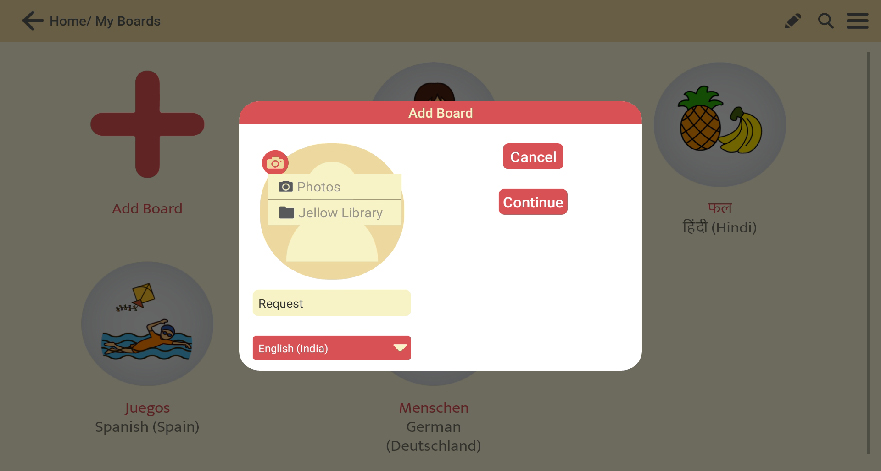 Home/ My Boards
Add Board
Photos
Jellow Library
Request
English (India)
Cancel
Continue
Add Board
फल
हिंदी (Hindi)
Juegos
Spanish (Spain)
Menschen
German
(Deutschland)